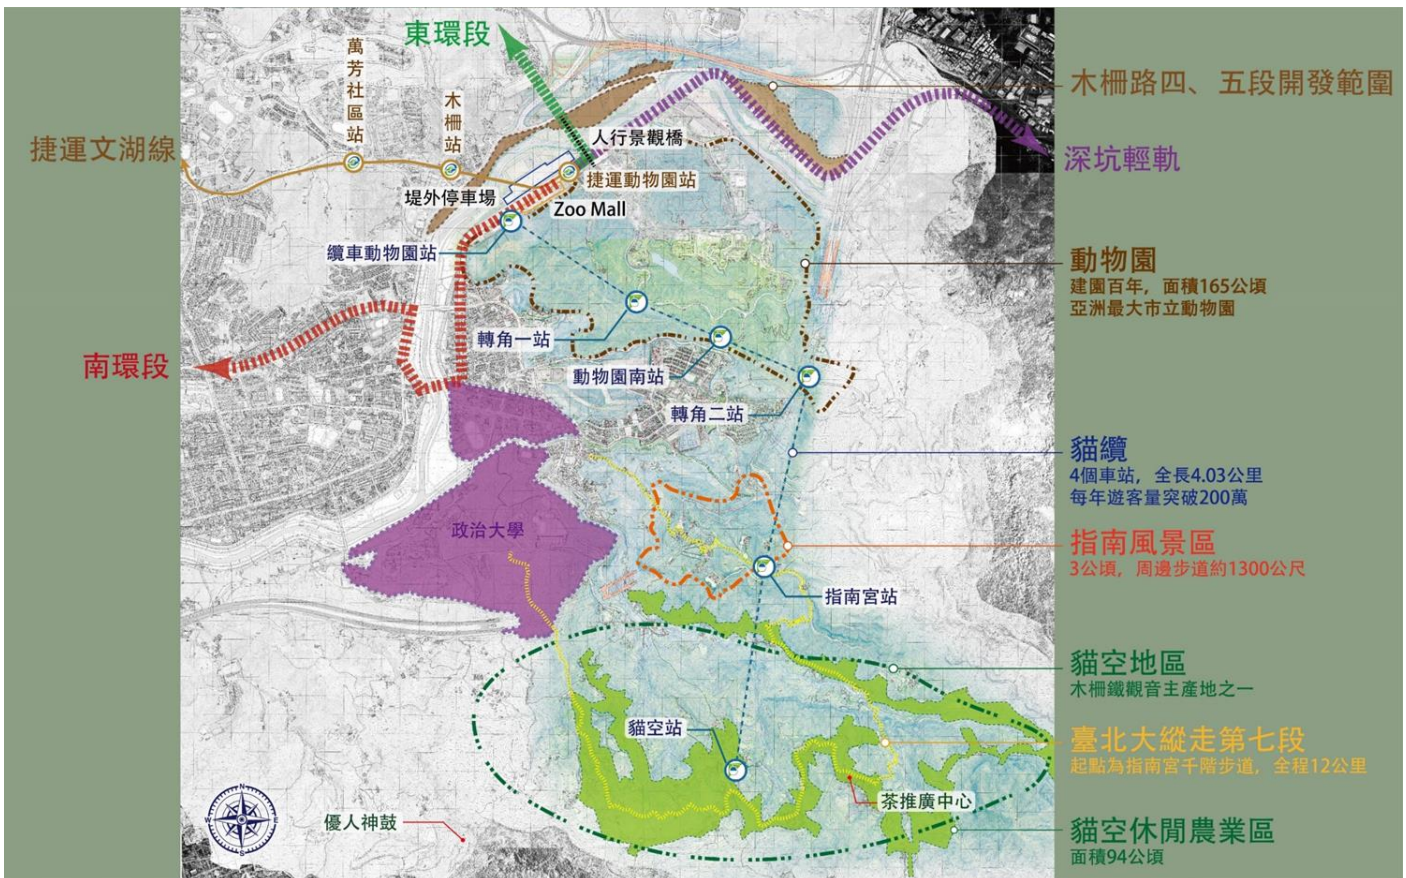 東環段
萬芳社區站
木柵站
捷運文湖線
人行景觀橋
捷運動物園站
堤外停車場
Zoo Mall
纜車動物園站
轉角一站
動物園南站
轉角二站
南環段
政治大學
指南宮站
貓空站
茶推廣中心
優人神鼓
N
E
S
W
木柵路四、五段開發範圍
深坑輕軌
動物園
建園百年，面積165公頃
亞洲最大市立動物園
貓纜
4個車站，全長4.03公里
每年遊客量突破200萬
指南風景區
3公頃，周邊步道約1300公尺
貓空地區
木柵鐵觀音主產地之一
臺北大縱走第七段
起點為指南宮千階步道，全程12公里
貓空休閒農業區
面積94公頃